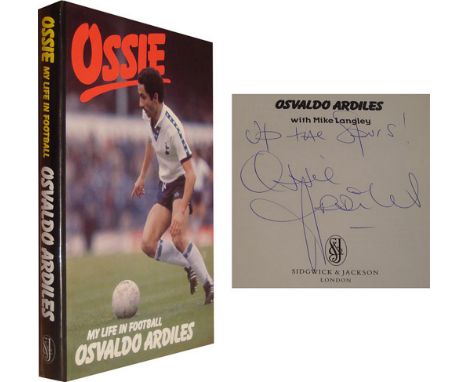 OSSIE MY LIFE IN FOOTBALL OSVALDO ARDILES
OSSIE
MY LIFE IN FOOTBALL
OSVALDO ARDILES
OSVALDO ARDILES
with Mike Langley
Up the Spurs!
Ossie
Ardiles
S&J
SIDGWICK & JACKSON
LONDON